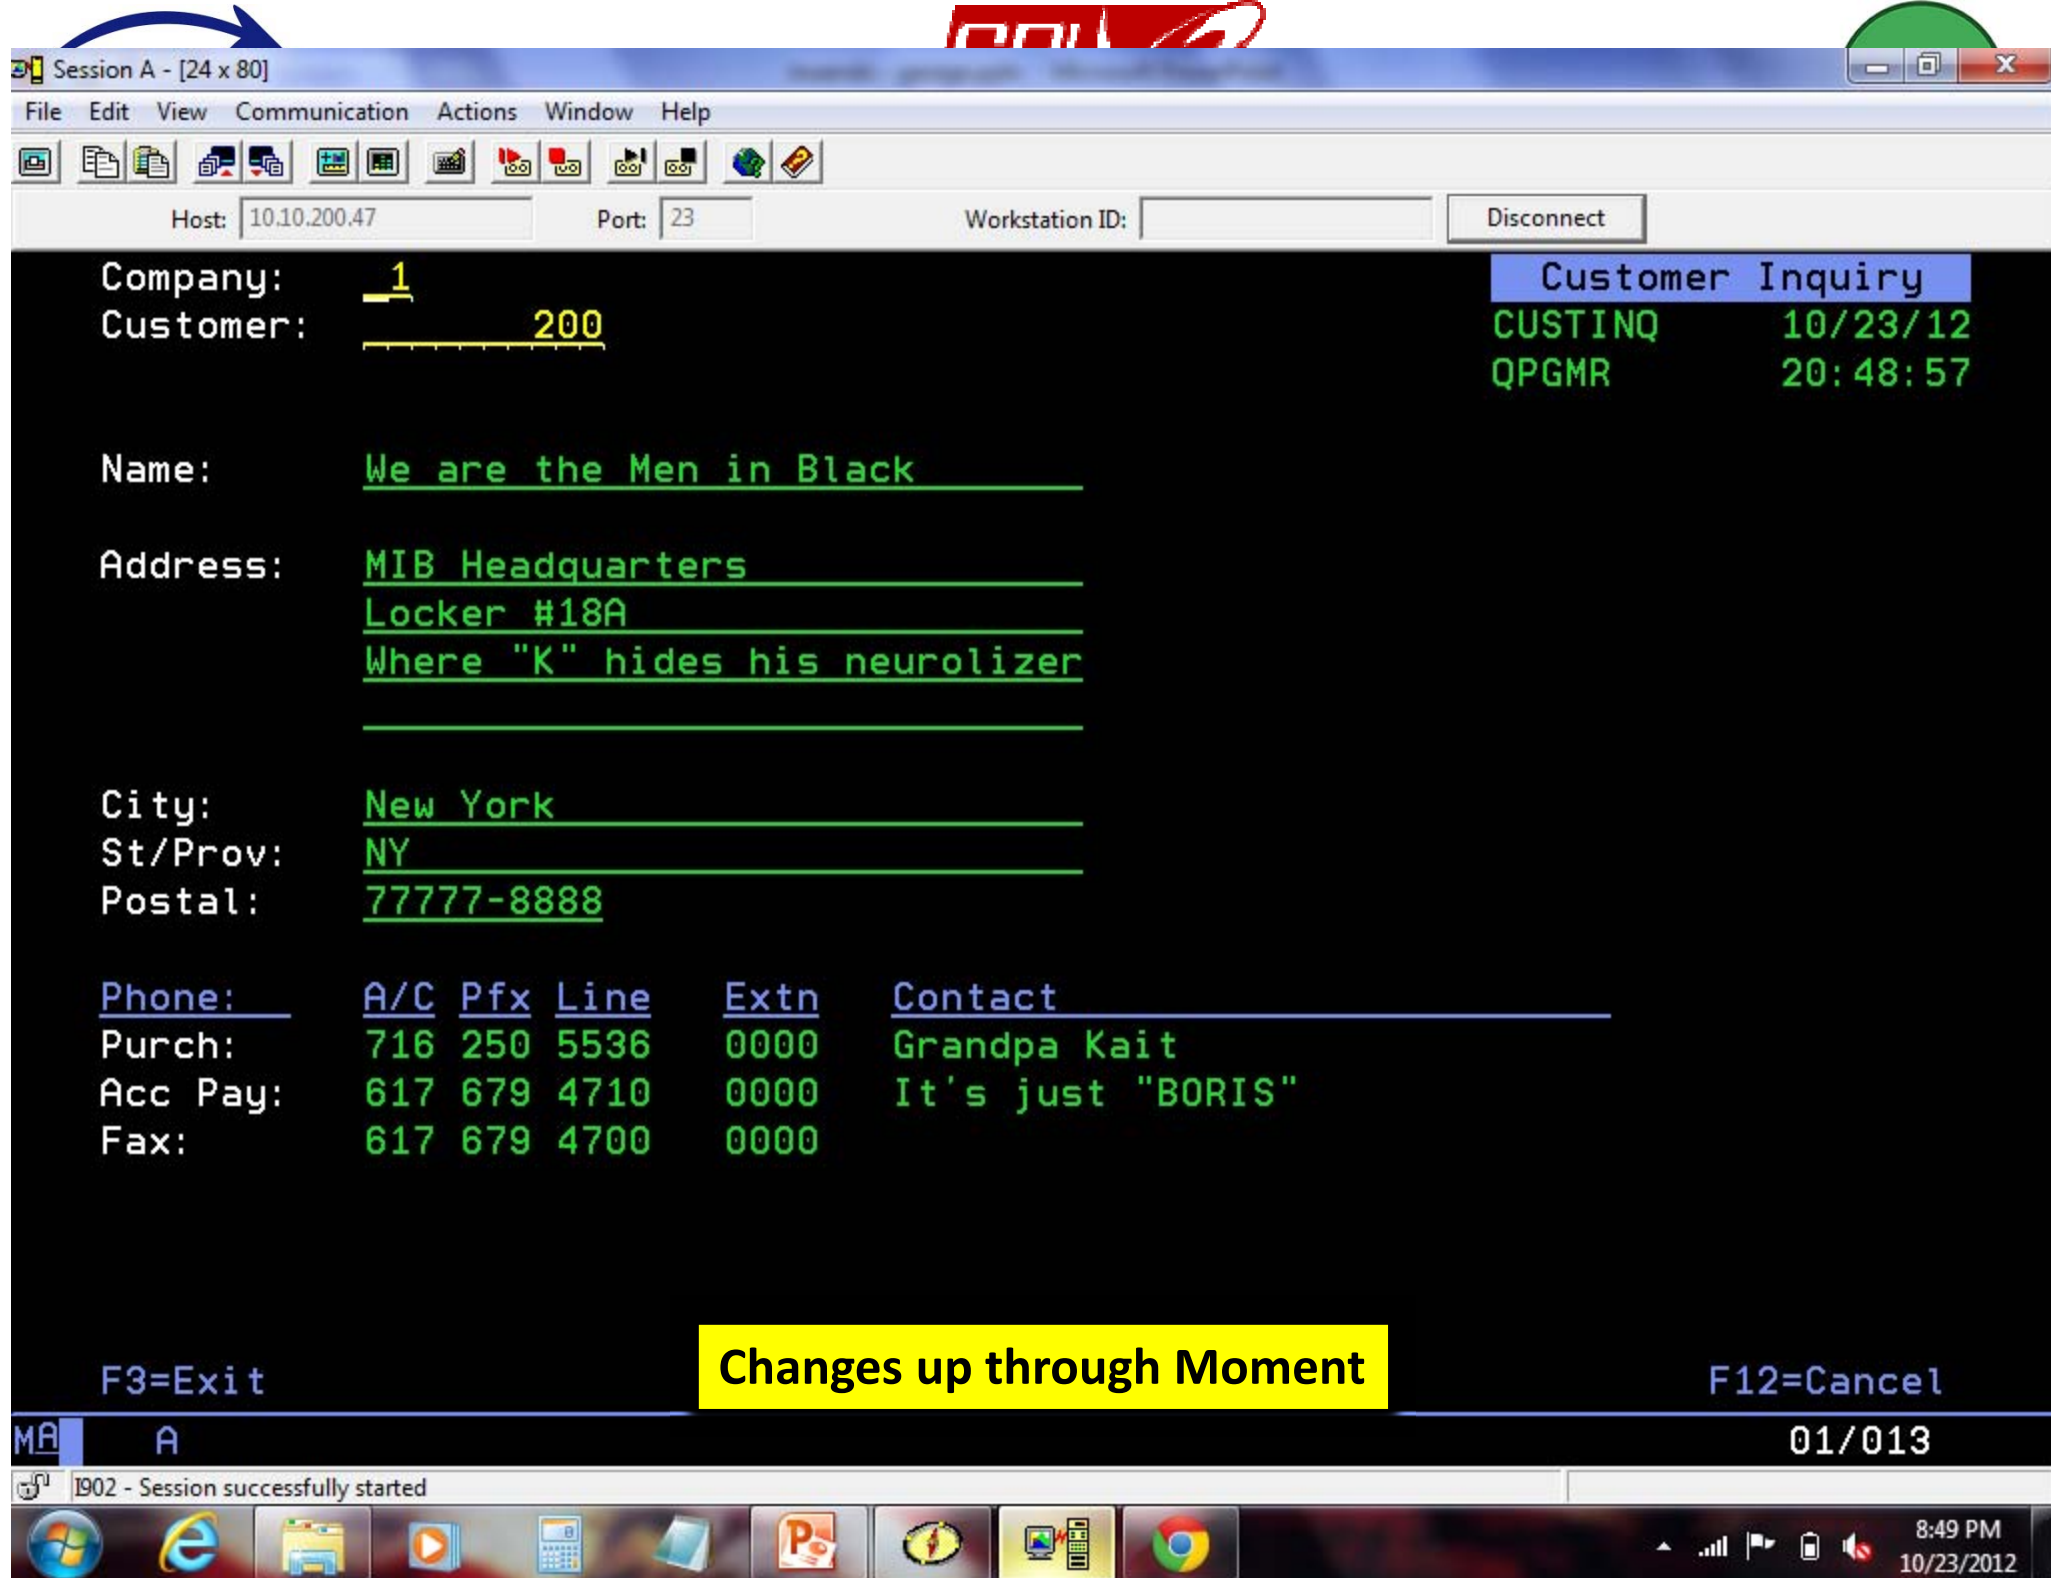 Session A - [24 x 80]
File Edit View Communication Actions Window Help
Host: 10.10.200.47 Port: 23 Workstation ID: Disconnect
Company: 1 Customer Inquiry
Customer: 200 CUSTINQ 10/23/12
QPGMR 20:48:57
Name: We are the Men in Black
Address: MIB Headquarters
Locker #18A
Where "K" hides his neurolizer
City: New York
St/Prov: NY
Postal: 77777-8888
Phone: A/C Pfx Line Extn Contact
Purch: 716 250 5536 0000 Grandpa Kait
Acc Pay: 617 679 4710 0000 It's just "BORIS"
Fax: 617 679 4700 0000
Changes up through Moment
F3=Exit F12=Cancel
MA A 01/013
I902 - Session successfully started
8:49 PM
10/23/2012